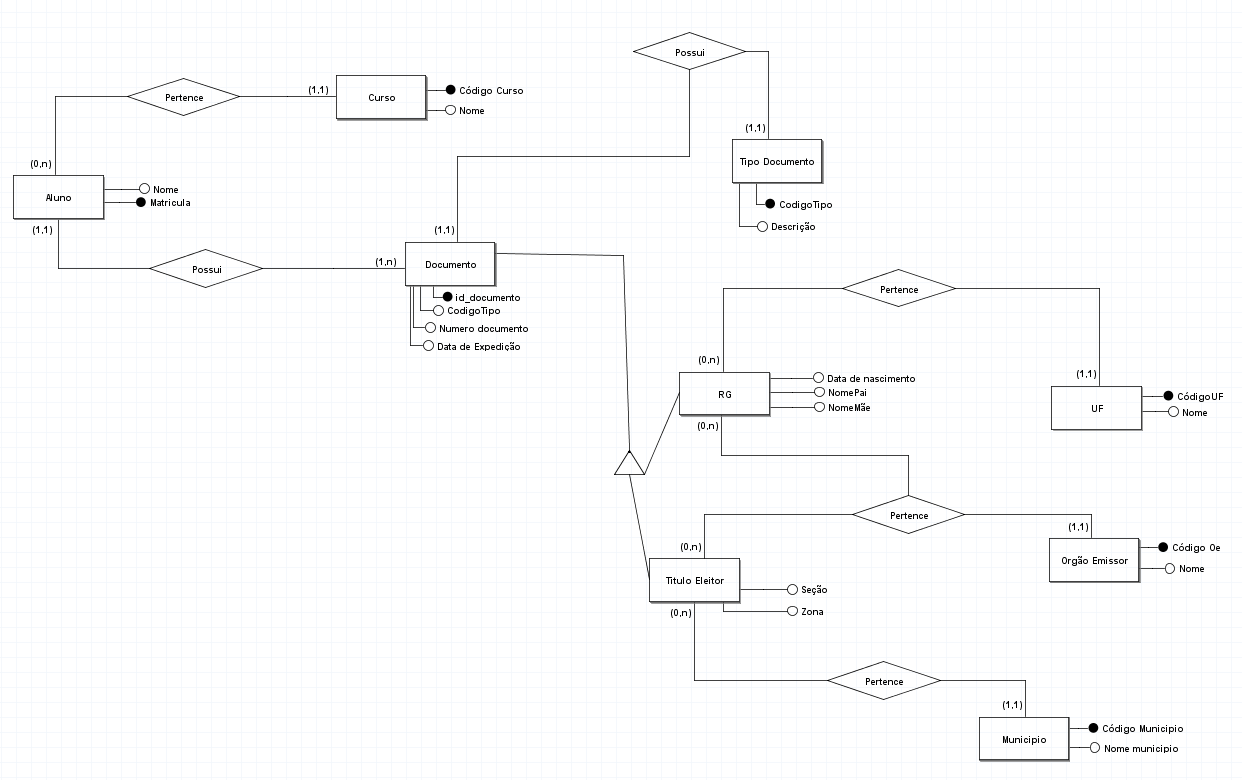 Possui
Pertence
(1,1)
Curso
Código Curso
Nome
(1,1)
Tipo Documento
CodigoTipo
Descrição
(0,n)
Aluno
Nome
Matricula
(1,1)
Possui
(1,n)
(1,1)
Documento
id_documento
CodigoTipo
Numero documento
Data de Expedição
Pertence
(0,n)
RG
Data de nascimento
NomePai
NomeMãe
(0,n)
(1,1)
UF
CódigoUF
Nome
Pertence
(1,1)
Orgão Emissor
Código Oe
Nome
(0,n)
Titulo Eleitor
Seção
Zona
(0,n)
Pertence
(1,1)
Municipio
Código Municipio
Nome municipio